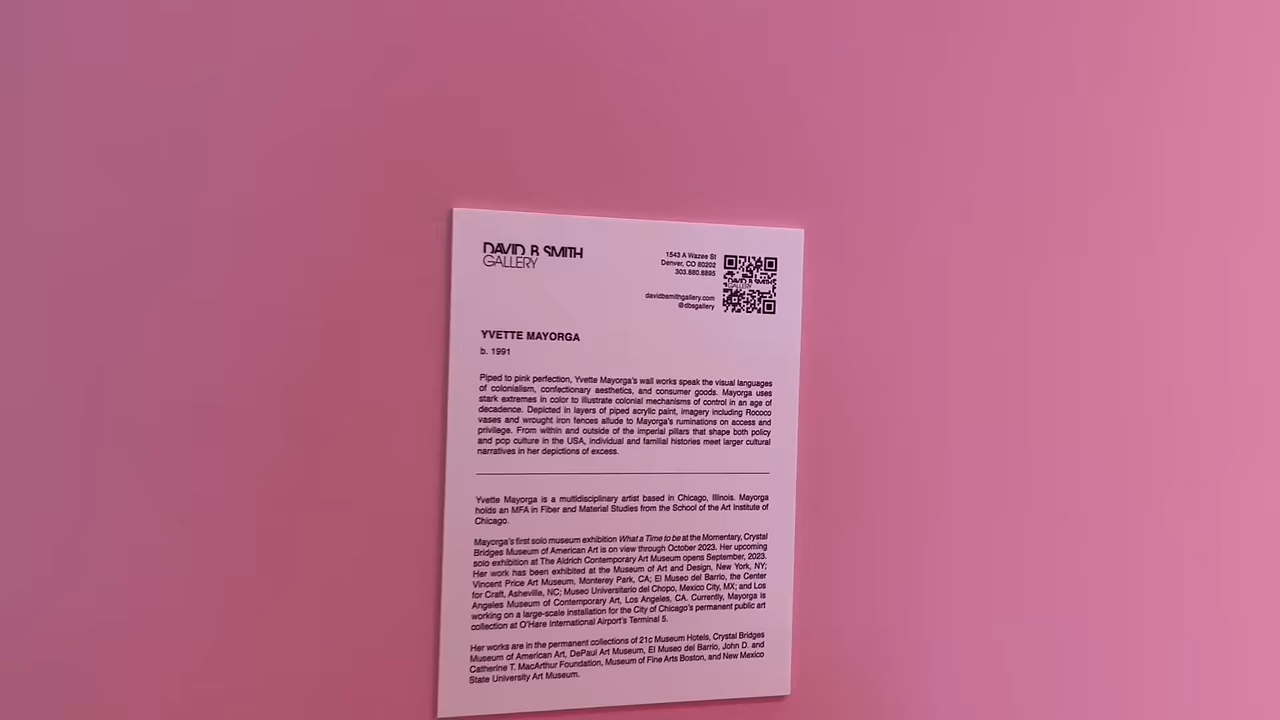 DAVID B SMITH
GALLERY
1543 A Wazee St
Denver, CO 80202
303.880.8895
davidbsmithgallery.com
@dbsgallery
DAVID B SMITH
GALLERY
YVETTE MAYORGA
b. 1991
Piped to pink perfection, Yvette Mayorga's wall works speak the visual languages
of colonialism, confectionary aesthetics, and consumer goods. Mayorga uses
stark extremes in color to illustrate colonial mechanisms of control in an age of
decadence. Depicted in layers of piped acrylic paint, imagery including Rococo
vases and wrought iron fences allude to Mayorga's ruminations on access and
privilege. From within and outside of the imperial pillars that shape both policy
and pop culture in the USA, individual and familial histories meet larger cultural
narratives in her depictions of excess.
Yvette Mayorga is a multidisciplinary artist based in Chicago, Illinois. Mayorga
holds an MFA in Fiber and Material Studies from the School of the Art Institute of
Chicago.
Mayorga's first solo museum exhibition What a Time to be at the Momentary, Crystal
Bridges Museum of American Art is on view through October 2023. Her upcoming
solo exhibition at The Aldrich Contemporary Art Museum opens September, 2023.
Her work has been exhibited at the Museum of Art and Design, New York, NY;
Vincent Price Art Museum, Monterey Park, CA; El Museo del Barrio, the Center
for Craft, Asheville, NC; Museo Universitario del Chopo, Mexico City, MX; and Los
Angeles Museum of Contemporary Art, Los Angeles, CA. Currently, Mayorga is
working on a large-scale installation for the City of Chicago's permanent public art
collection at O'Hare International Airport's Terminal 5.
Her works are in the permanent collections of 21c Museum Hotels, Crystal Bridges
Museum of American Art, DePaul Art Museum, El Museo del Barrio, John D. and
Catherine T. MacArthur Foundation, Museum of Fine Arts Boston, and New Mexico
State University Art Museum.